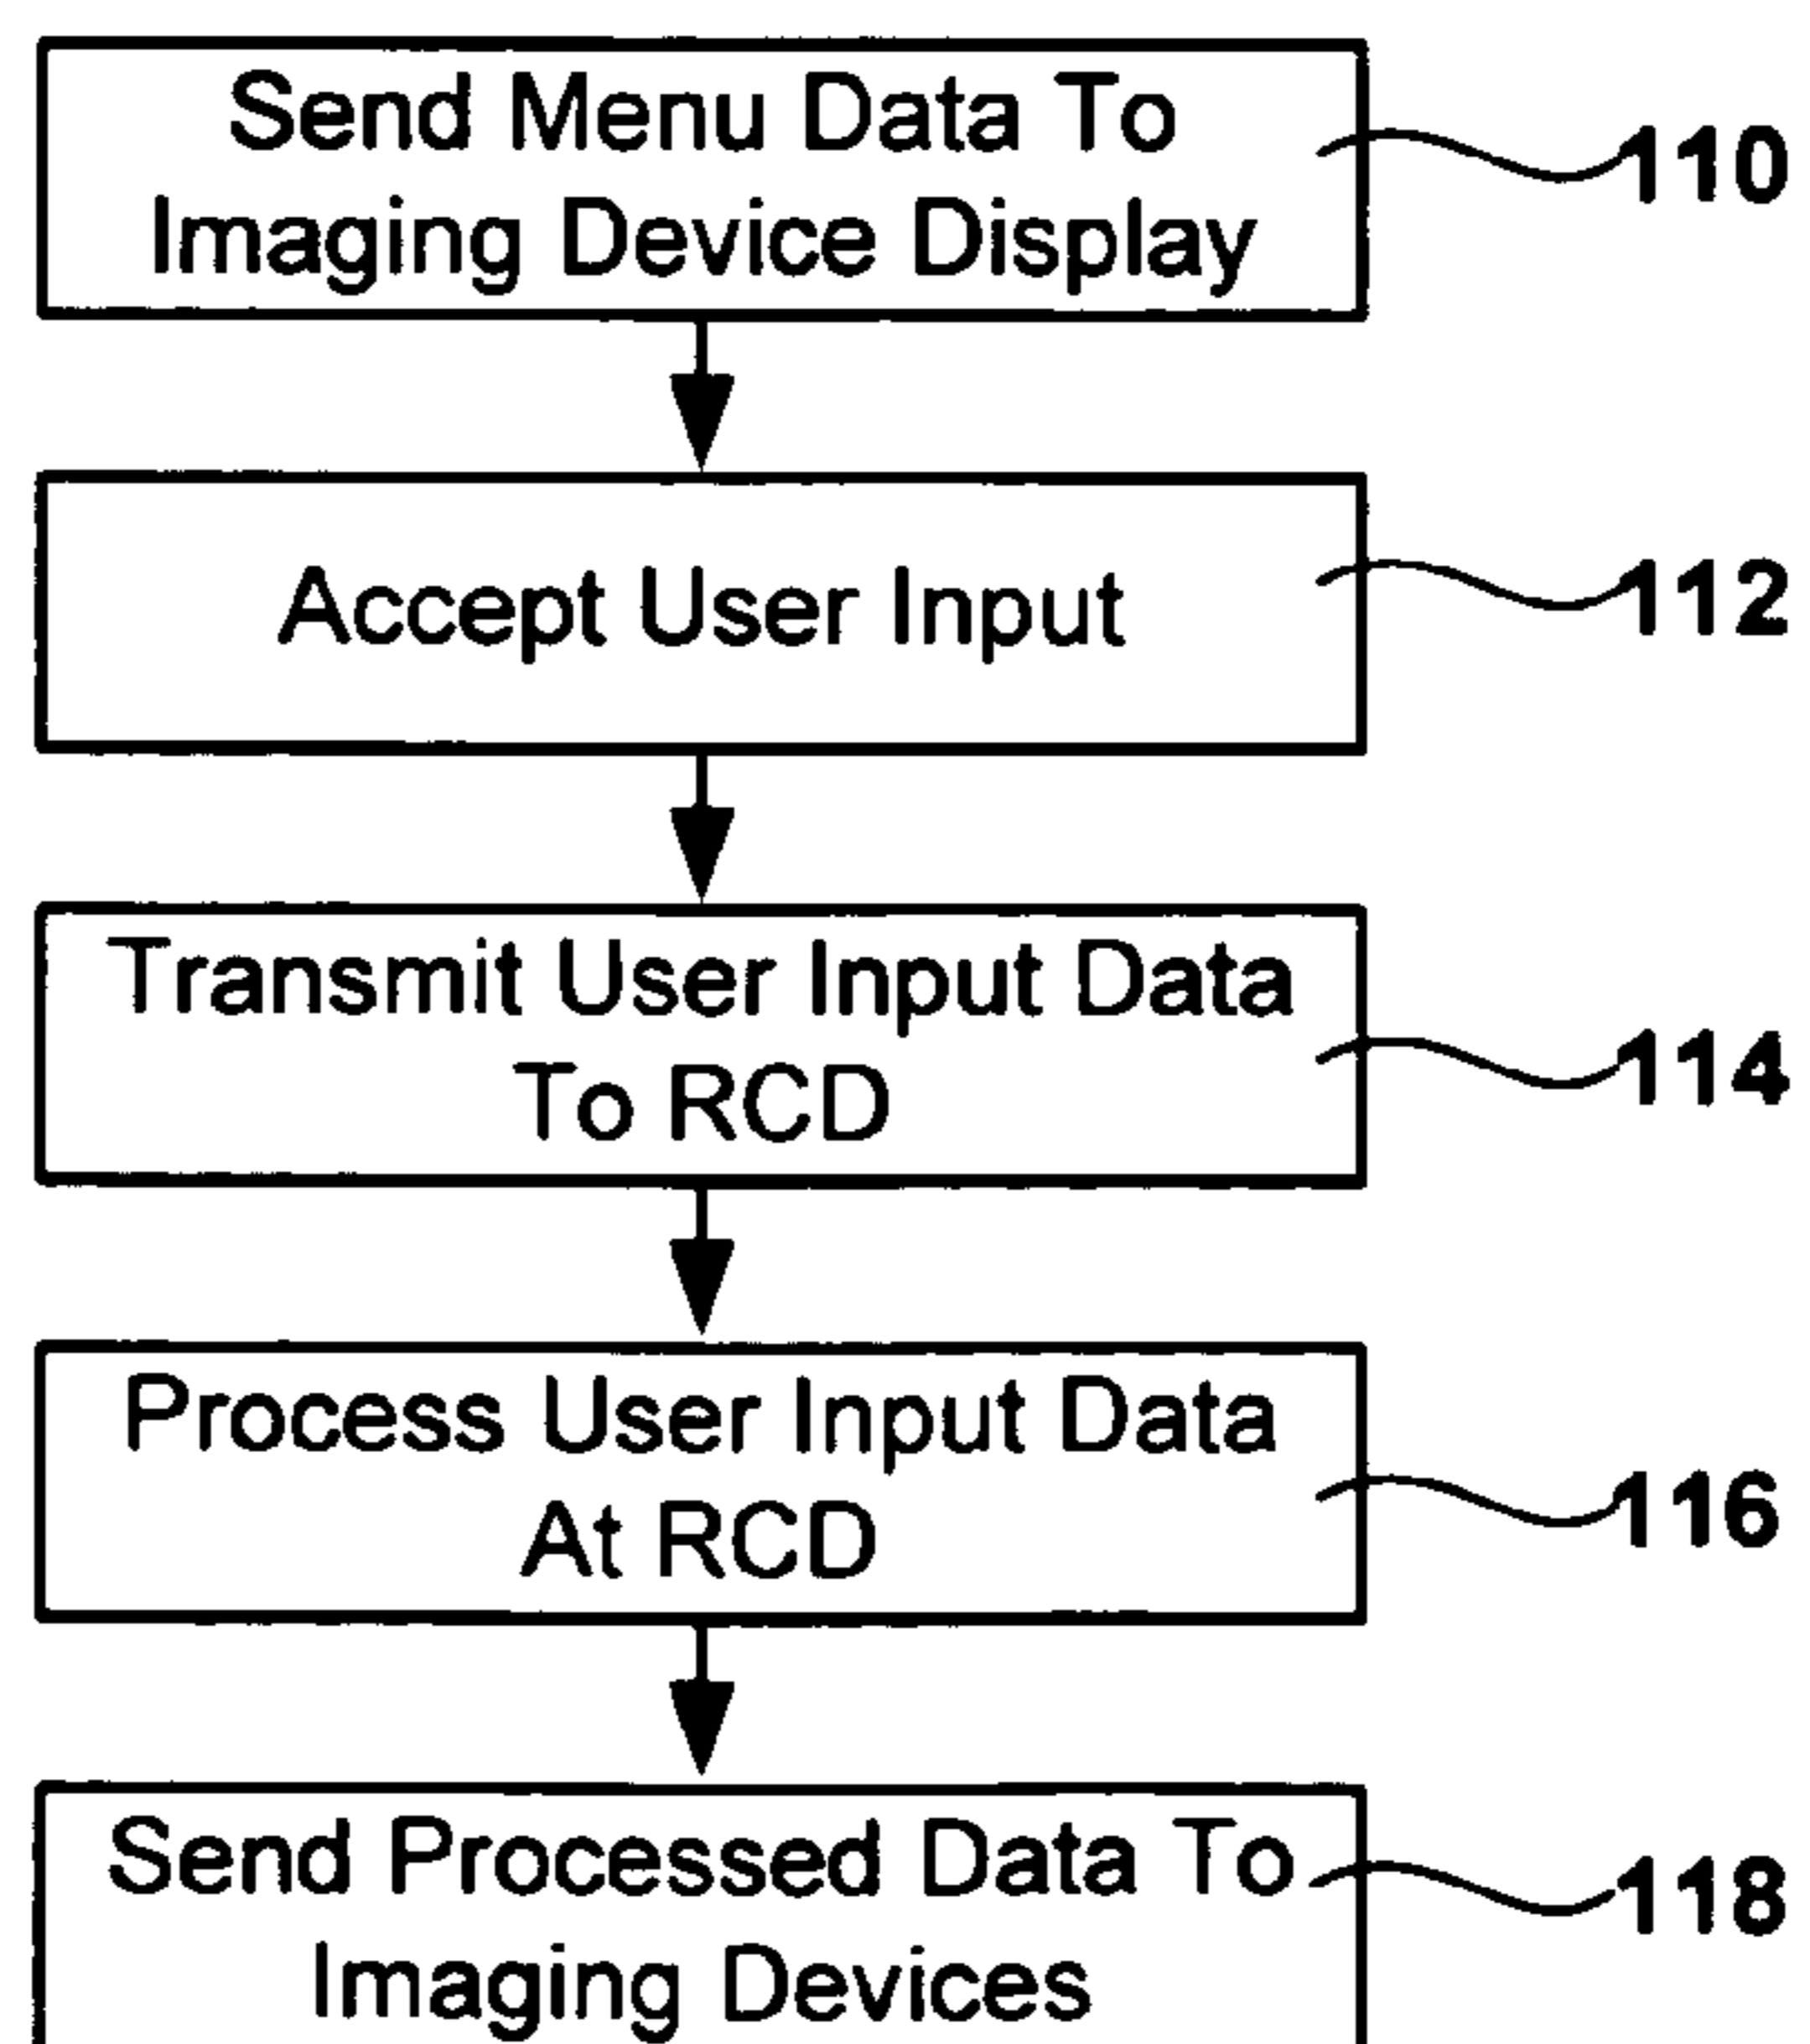 Send Menu Data To
Imaging Device Display
110
Accept User Input
112
Transmit User Input Data
To RCD
114
Process User Input Data
At RCD
116
Send Processed Data To
Imaging Devices
118